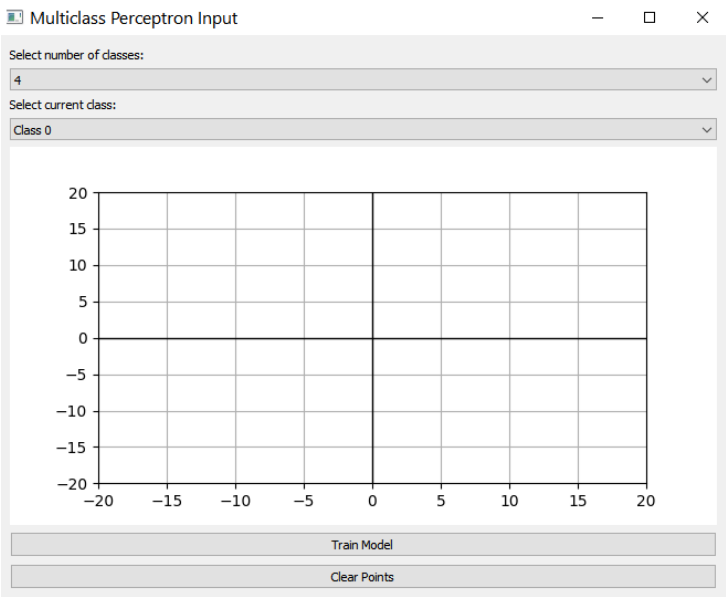 Multiclass Perceptron Input
Select number of classes:
4
Select current class:
Class 0
20
15
10
5
0
−5
−10
−15
−20
−20 −15 −10 −5 0 5 10 15 20
Train Model
Clear Points